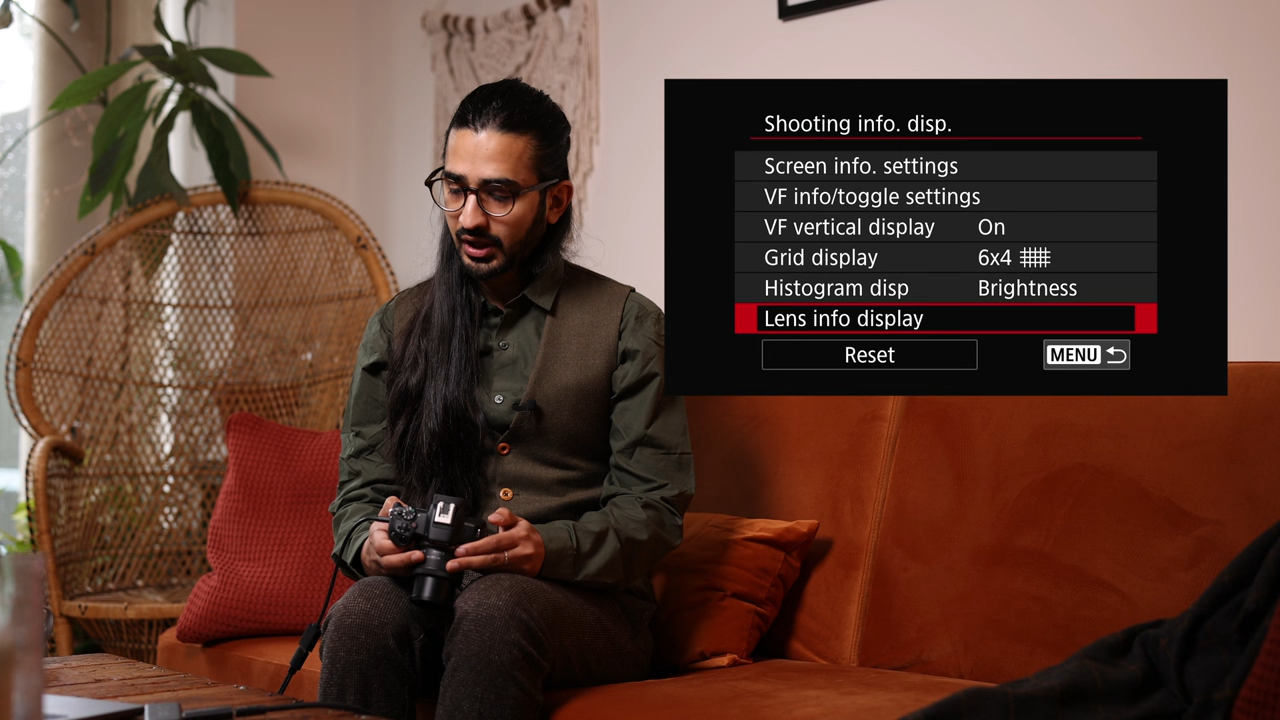 Shooting info. disp.
Screen info. settings
VF info/toggle settings
VF vertical display On
Grid display 6x4
Histogram disp Brightness
Lens info display
Reset MENU